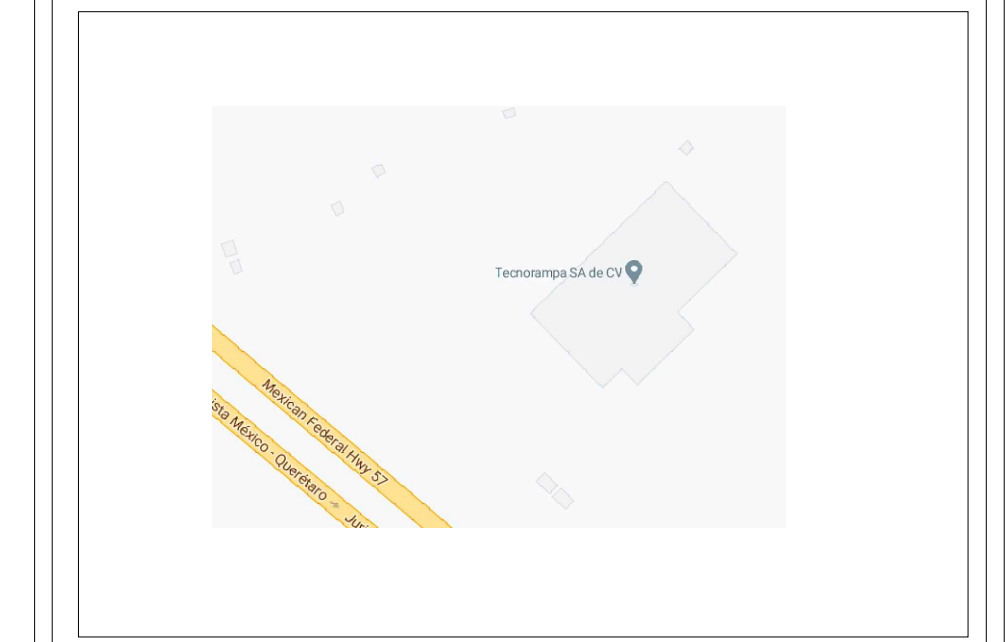 Tecnorampa SA de CV
Mexican Federal Hwy 57
ista México - Querétaro